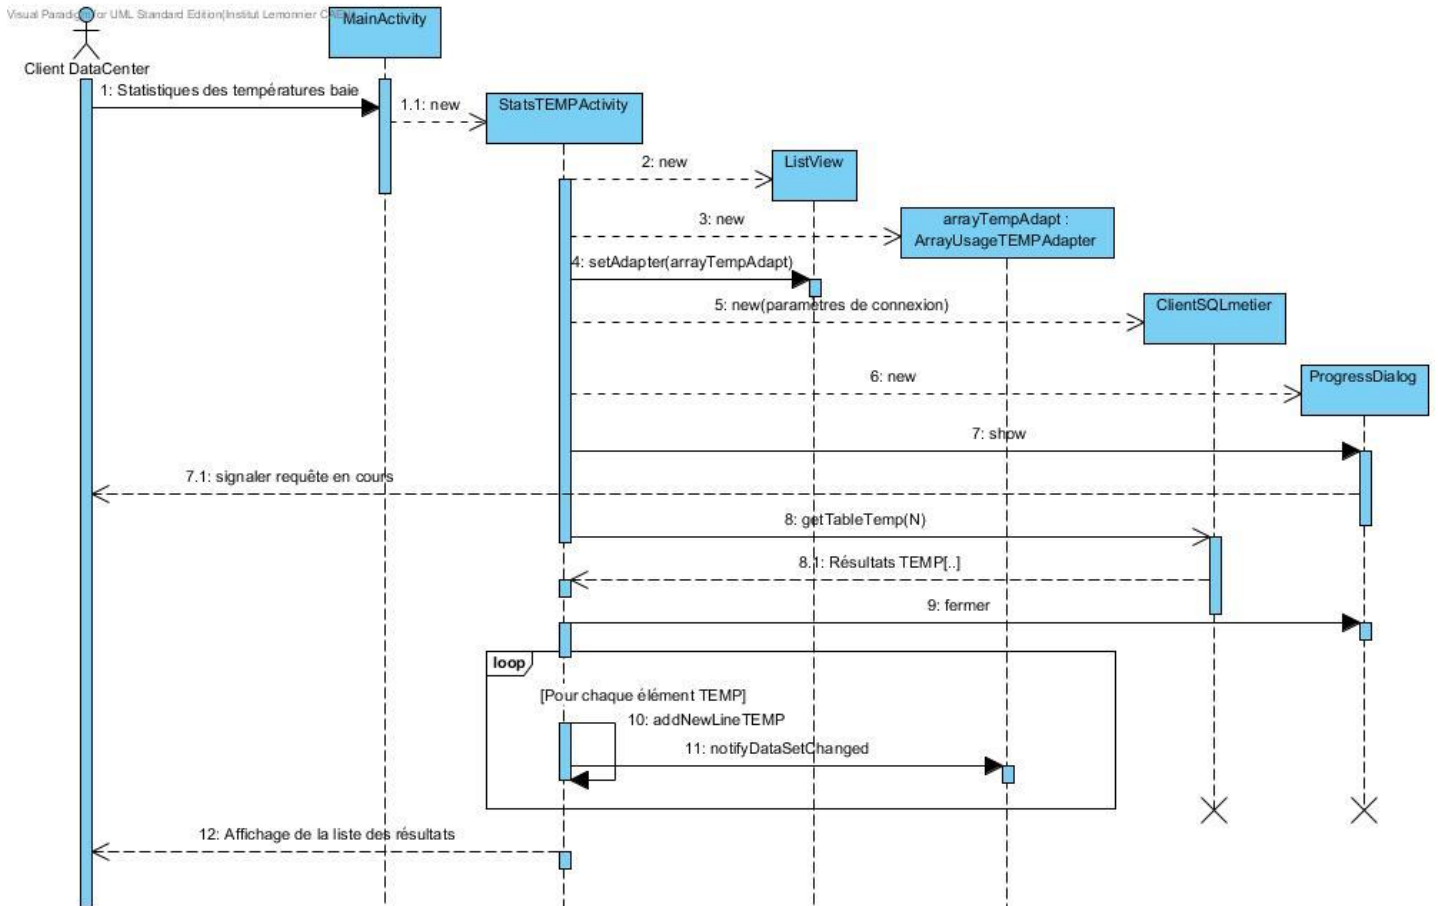 Visual Paradigm for UML Standard Edition(Institut Lemonnier CAEN)
MainActivity
Client DataCenter
1: Statistiques des températures baie
1.1: new
StatsTEMPActivity
2: new
ListView
3: new
arrayTempAdapt :
ArrayUsageTEMPAdapter
4: setAdapter(arrayTempAdapt)
5: new(paramètres de connexion)
ClientSQLmetier
6: new
ProgressDialog
7: show
7.1: signaler requête en cours
8: getTableTemp(N)
8.1: Résultats TEMP[..]
9: fermer
loop
[Pour chaque élément TEMP]
10: addNewLineTEMP
11: notifyDataSetChanged
12: Affichage de la liste des résultats